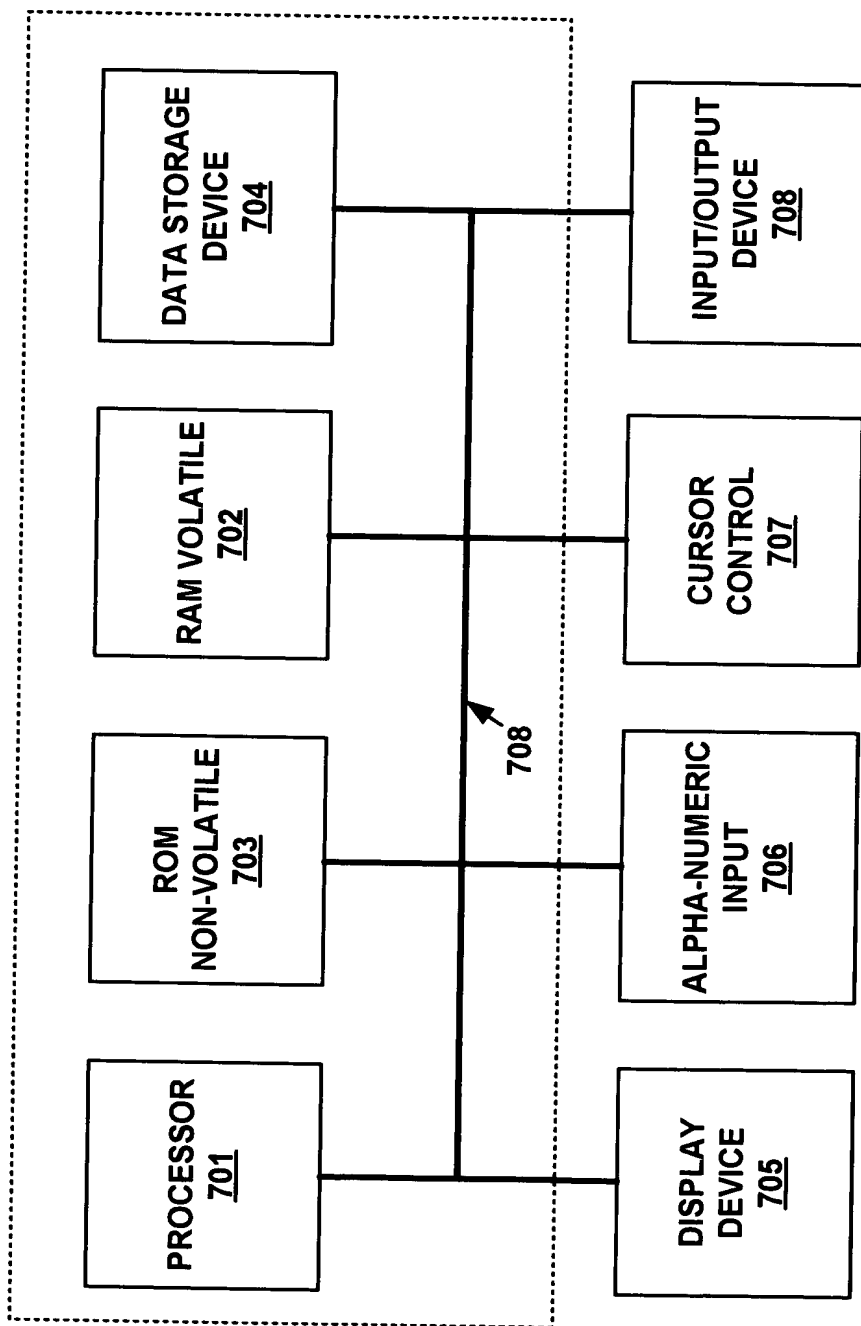 PROCESSOR
701
ROM
NON-VOLATILE
703
RAM VOLATILE
702
DATA STORAGE
DEVICE
704
708
DISPLAY
DEVICE
705
ALPHA-NUMERIC
INPUT
706
CURSOR
CONTROL
707
INPUT/OUTPUT
DEVICE
708